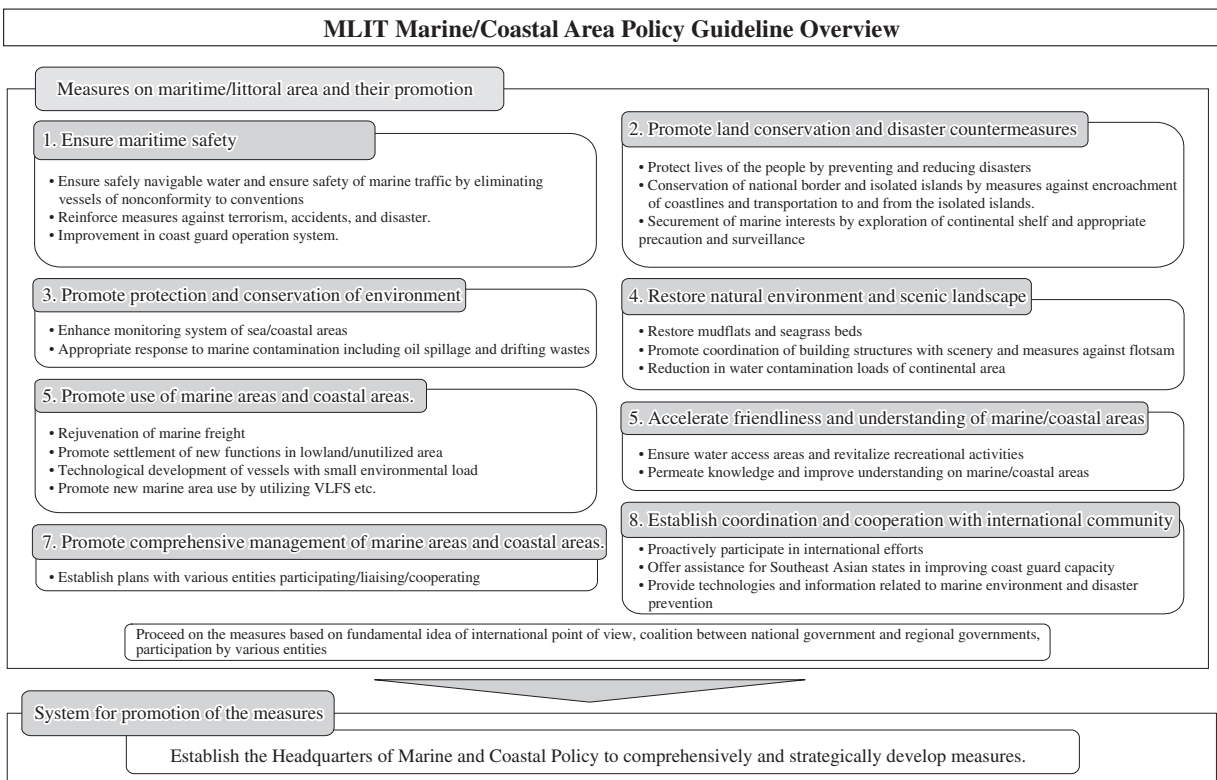 MLIT Marine/Coastal Area Policy Guideline Overview
Measures on maritime/littoral area and their promotion
1. Ensure maritime safety
• Ensure safely navigable water and ensure safety of marine traffic by eliminating
vessels of nonconformity to conventions
• Reinforce measures against terrorism, accidents, and disaster.
• Improvement in coast guard operation system.
2. Promote land conservation and disaster countermeasures
• Protect lives of the people by preventing and reducing disasters
• Conservation of national border and isolated islands by measures against encroachment
of coastlines and transportation to and from the isolated islands.
• Securement of marine interests by exploration of continental shelf and appropriate
precaution and surveillance
3. Promote protection and conservation of environment
• Enhance monitoring system of sea/coastal areas
• Appropriate response to marine contamination including oil spillage and drifting wastes
4. Restore natural environment and scenic landscape
• Restore mudflats and seagrass beds
• Promote coordination of building structures with scenery and measures against flotsam
• Reduction in water contamination loads of continental area
5. Promote use of marine areas and coastal areas.
• Rejuvenation of marine freight
• Promote settlement of new functions in lowland/unutilized area
• Technological development of vessels with small environmental load
• Promote new marine area use by utilizing VLFS etc.
5. Accelerate friendliness and understanding of marine/coastal areas
• Ensure water access areas and revitalize recreational activities
• Permeate knowledge and improve understanding on marine/coastal areas
7. Promote comprehensive management of marine areas and coastal areas.
• Establish plans with various entities participating/liaising/cooperating
8. Establish coordination and cooperation with international community
• Proactively participate in international efforts
• Offer assistance for Southeast Asian states in improving coast guard capacity
• Provide technologies and information related to marine environment and disaster
prevention
Proceed on the measures based on fundamental idea of international point of view, coalition between national government and regional governments,
participation by various entities
System for promotion of the measures
Establish the Headquarters of Marine and Coastal Policy to comprehensively and strategically develop measures.